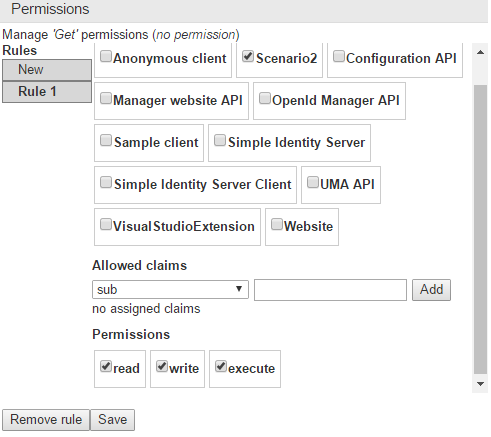 Permissions
Manage 'Get' permissions (no permission)
Rules
New
Rule 1
Anonymous client Scenario2 Configuration API
Manager website API OpenId Manager API
Sample client Simple Identity Server
Simple Identity Server Client UMA API
VisualStudioExtension Website
Allowed claims
sub Add
no assigned claims
Permissions
read write execute
Remove rule Save